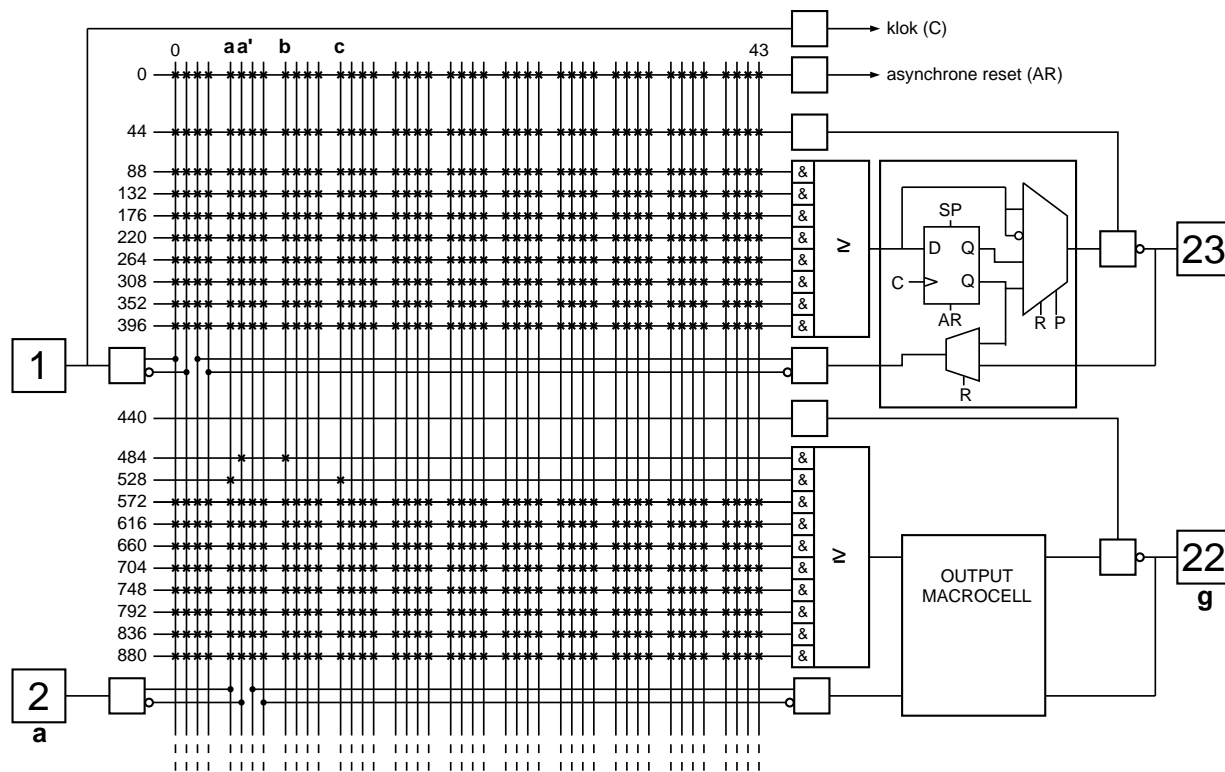 klok (C)
0 a a' b c 43
0
asynchrone reset (AR)
44
88 &
132 &
176 &
220 &
264 &
308 &
352 &
396 &
≥
SP
D Q
C Q
AR
R P
R
23
1
440
484 &
528 &
572 &
616 &
660 &
704 &
748 &
792 &
836 &
880 &
≥
OUTPUT
MACROCELL
22
g
2
a